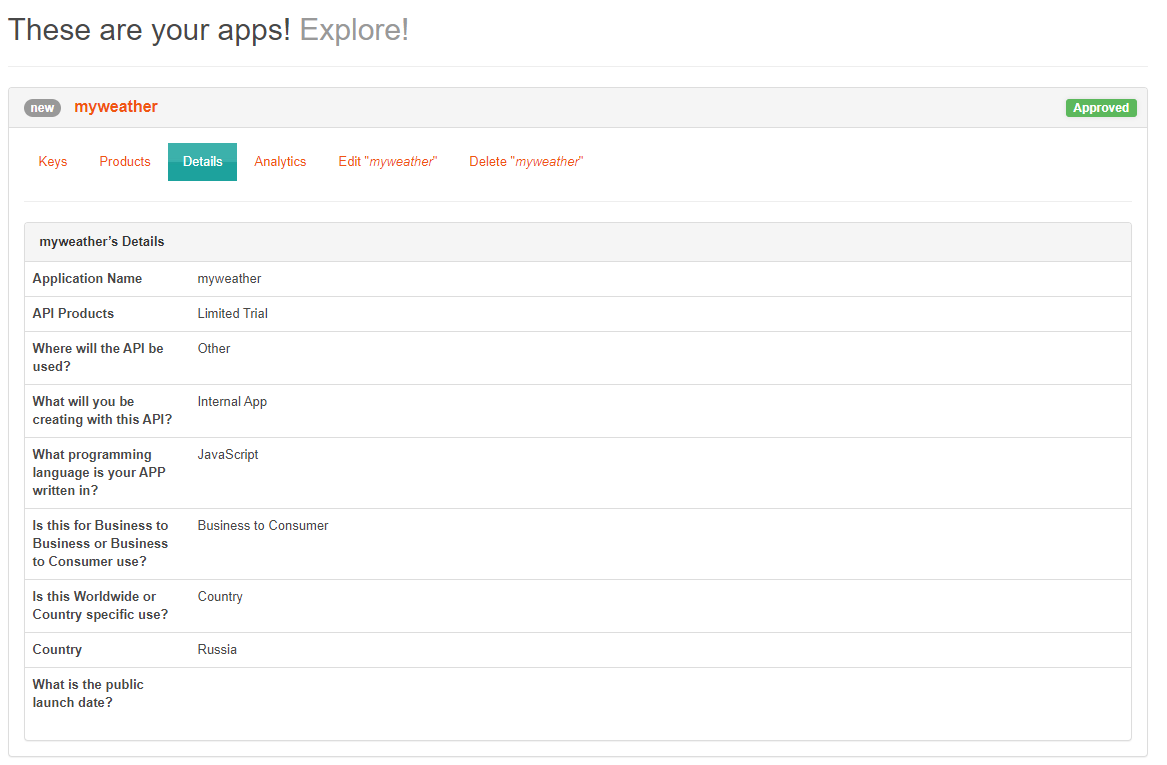 These are your apps! Explore!
new myweather Approved
Keys Products Details Analytics Edit "myweather" Delete "myweather"
myweather's Details
Application Name myweather
API Products Limited Trial
Where will the API be Other
used?
What will you be Internal App
creating with this API?
What programming JavaScript
language is your APP
written in?
Is this for Business to Business to Consumer
Business or Business
to Consumer use?
Is this Worldwide or Country
Country specific use?
Country Russia
What is the public
launch date?